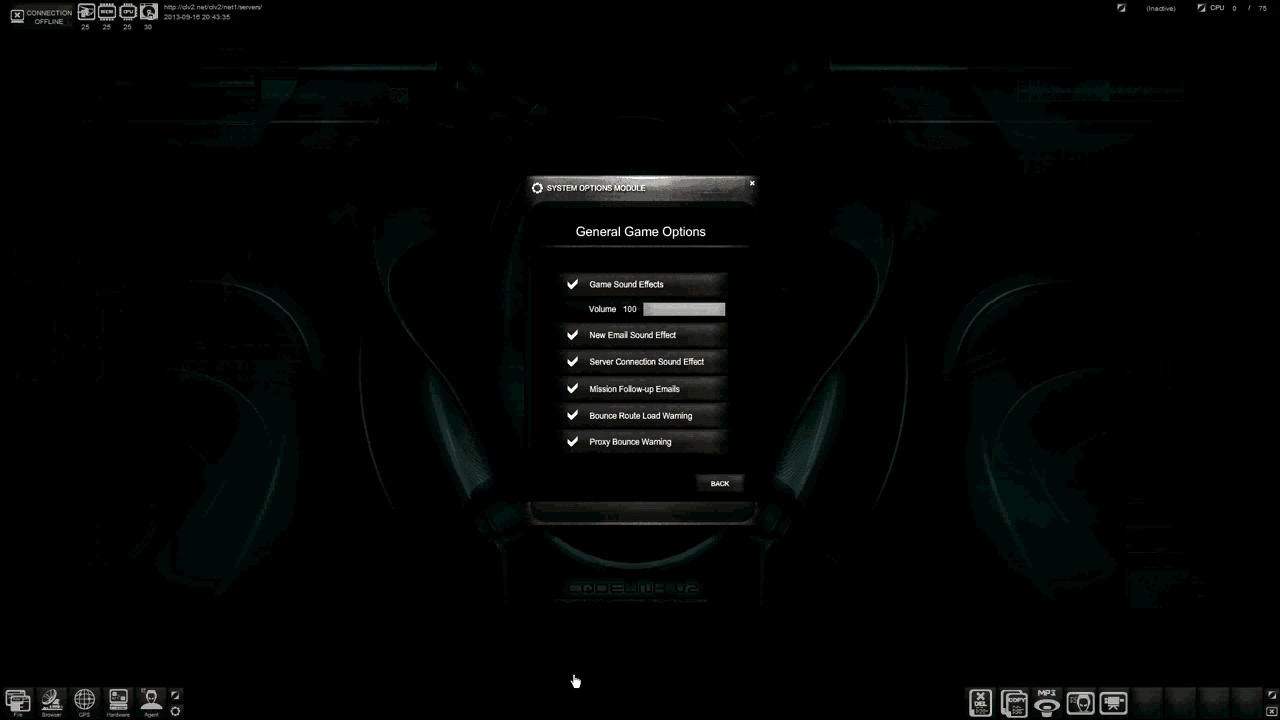 CONNECTION
OFFLINE
25 25 25 30
http://clv2.net/clv2/net1/servers/
2013-09-16 20:43:35
(Inactive)
CPU 0 / 75
SYSTEM OPTIONS MODULE
General Game Options
Game Sound Effects
Volume 100
New Email Sound Effect
Server Connection Sound Effect
Mission Follow-up Emails
Bounce Route Load Warning
Proxy Bounce Warning
BACK
CODELINK V2
File Browser GPS Hardware Agent
DEL COPY MP3